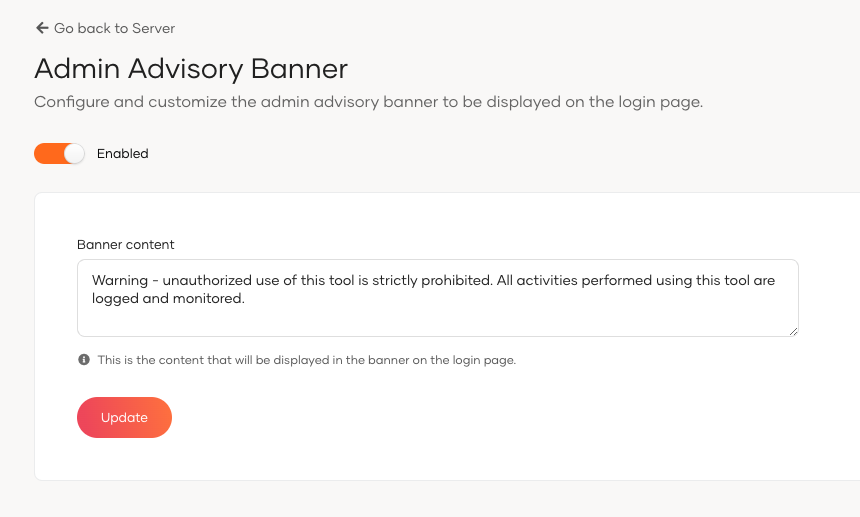 Go back to Server
Admin Advisory Banner
Configure and customize the admin advisory banner to be displayed on the login page.
Enabled
Banner content
Warning - unauthorized use of this tool is strictly prohibited. All activities performed using this tool are
logged and monitored.
This is the content that will be displayed in the banner on the login page.
Update